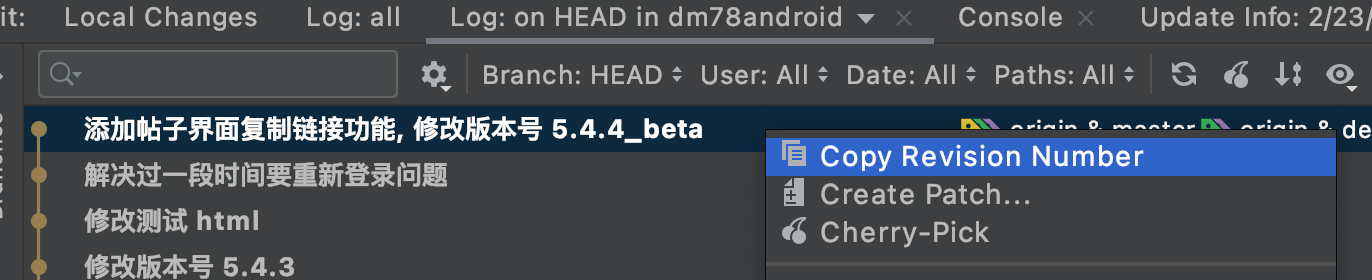 it:
Local Changes
Log: all
Log: on HEAD in dm78android
Console
Update Info: 2/23/
Branch: HEAD
User: All
Date: All
Paths: All
添加帖子界面复制链接功能, 修改版本号 5.4.4_beta
origin & master
origin & de
Copy Revision Number
解决过一段时间要重新登录问题
Create Patch...
修改测试 html
Cherry-Pick
修改版本号 5.4.3